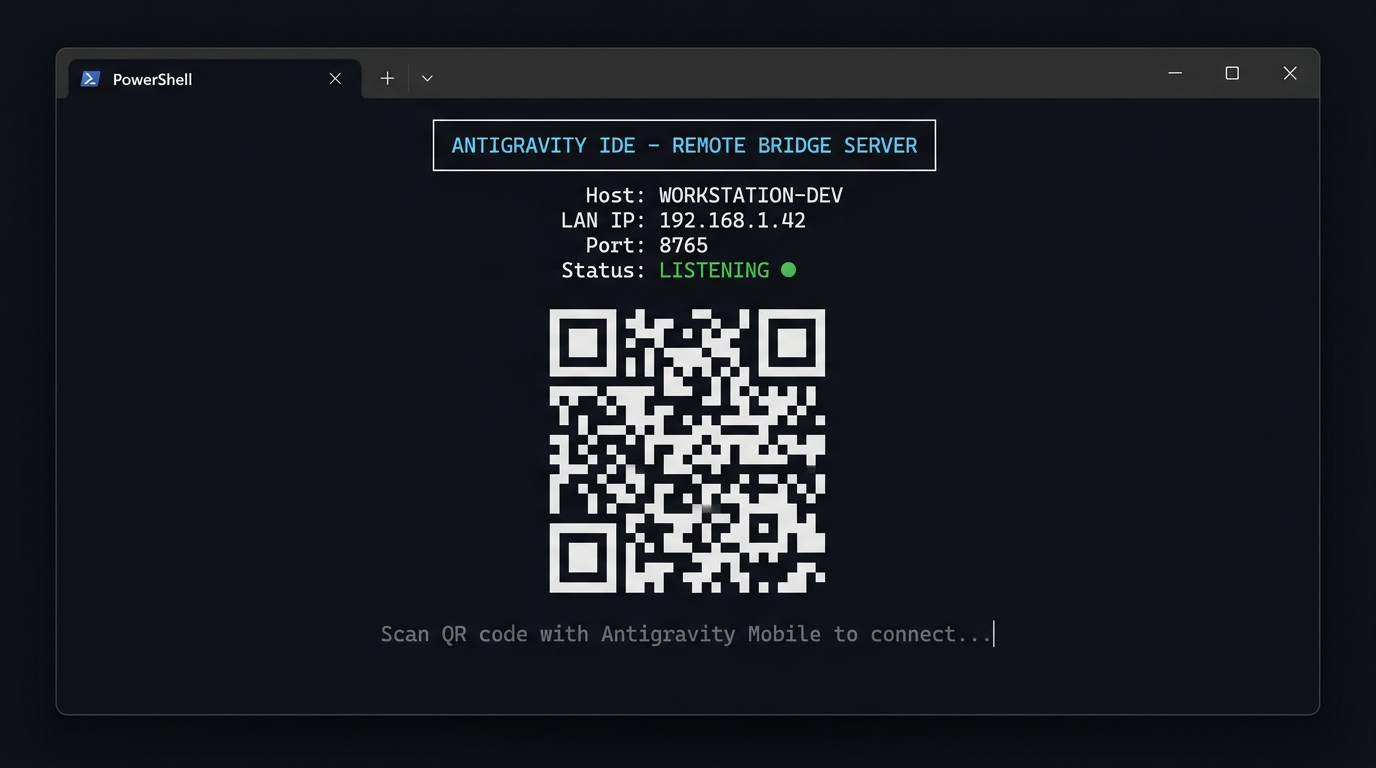 PowerShell
ANTIGRAVITY IDE - REMOTE BRIDGE SERVER
Host: WORKSTATION-DEV
LAN IP: 192.168.1.42
Port: 8765
Status: LISTENING
Scan QR code with Antigravity Mobile to connect...